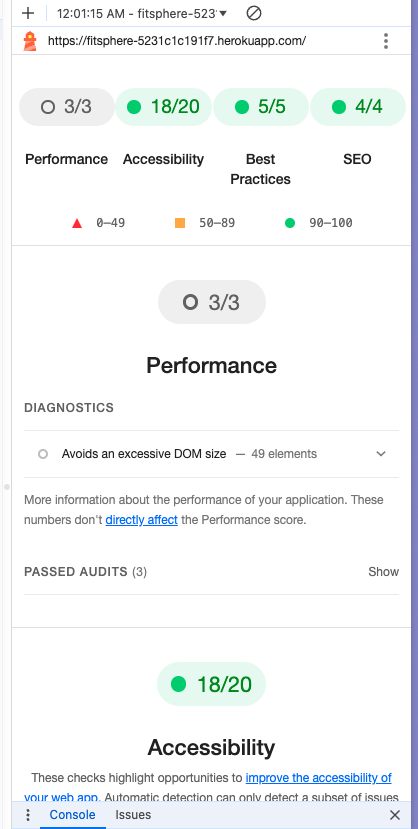 12:01:15 AM - fitsphere-523
https://fitsphere-5231c1c191f7.herokuapp.com/
3/3 18/20 5/5 4/4
Performance Accessibility Best Practices SEO
0–49 50–89 90–100
3/3
Performance
DIAGNOSTICS
Avoids an excessive DOM size — 49 elements
More information about the performance of your application. These
numbers don't directly affect the Performance score.
PASSED AUDITS (3) Show
18/20
Accessibility
These checks highlight opportunities to improve the accessibility of
your web app. Automatic detection can only detect a subset of issues
Console Issues